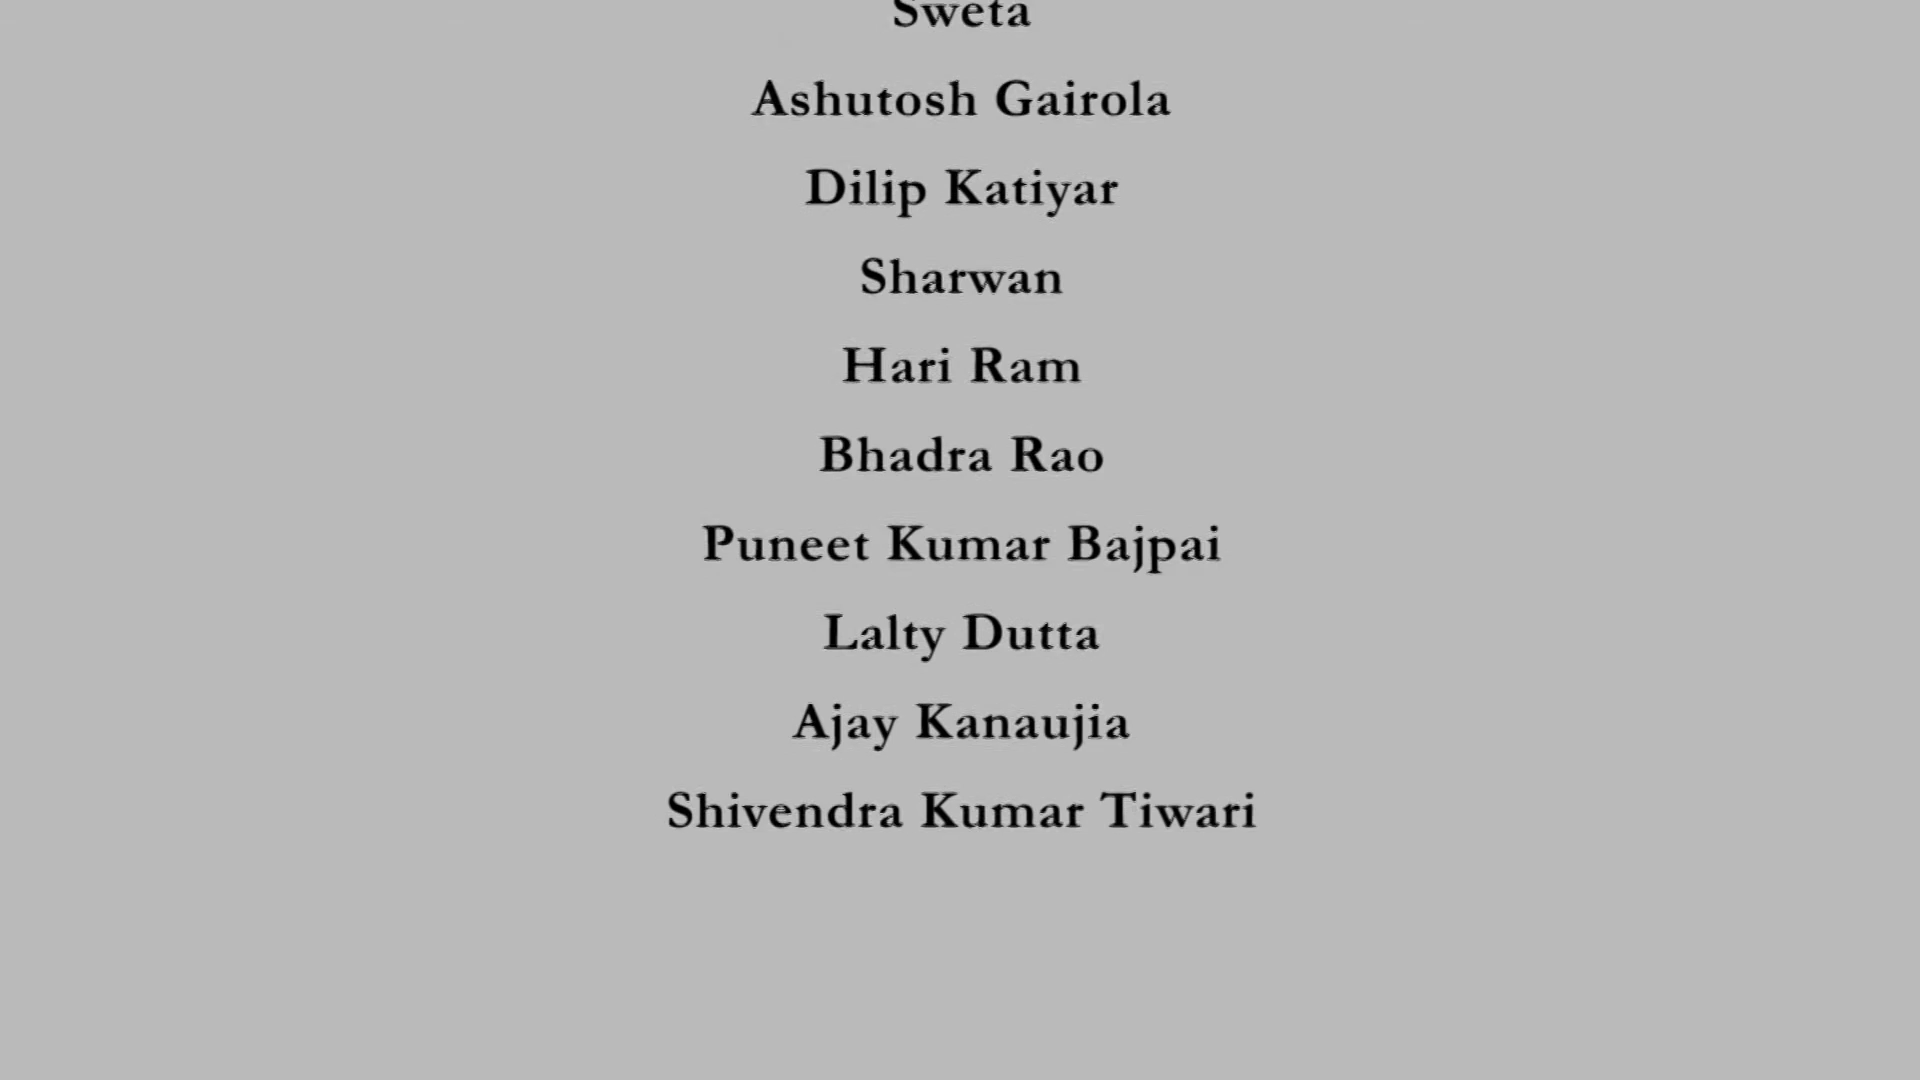 Sweta
Ashutosh Gairola
Dilip Katiyar
Sharwan
Hari Ram
Bhadra Rao
Puneet Kumar Bajpai
Lalty Dutta
Ajay Kanaujia
Shivendra Kumar Tiwari